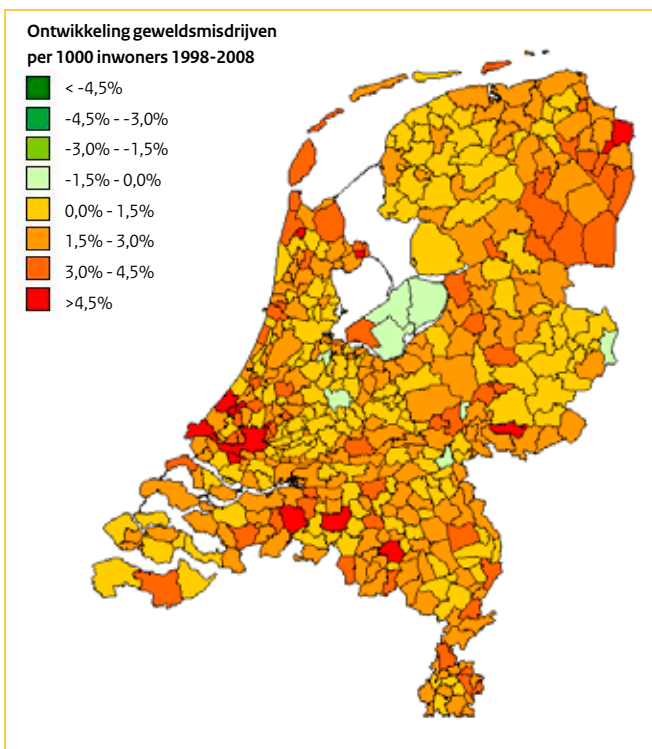 Ontwikkeling geweldsmisdrijven
per 1000 inwoners 1998-2008
< -4,5%
-4,5% - -3,0%
-3,0% - -1,5%
-1,5% - 0,0%
0,0% - 1,5%
1,5% - 3,0%
3,0% - 4,5%
>4,5%